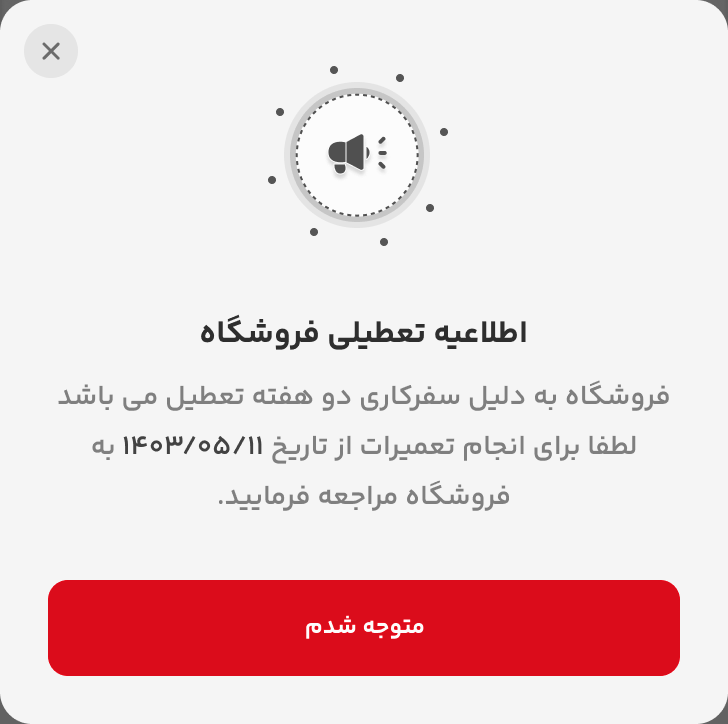 اطلاعیه تعطیلی فروشگاه
فروشگاه به دلیل سفرکاری دو هفته تعطیل می باشد
لطفا برای انجام تعمیرات از تاریخ ۱۴۰۳/۰۵/۱۱ به
فروشگاه مراجعه فرمایید.
متوجه شدم